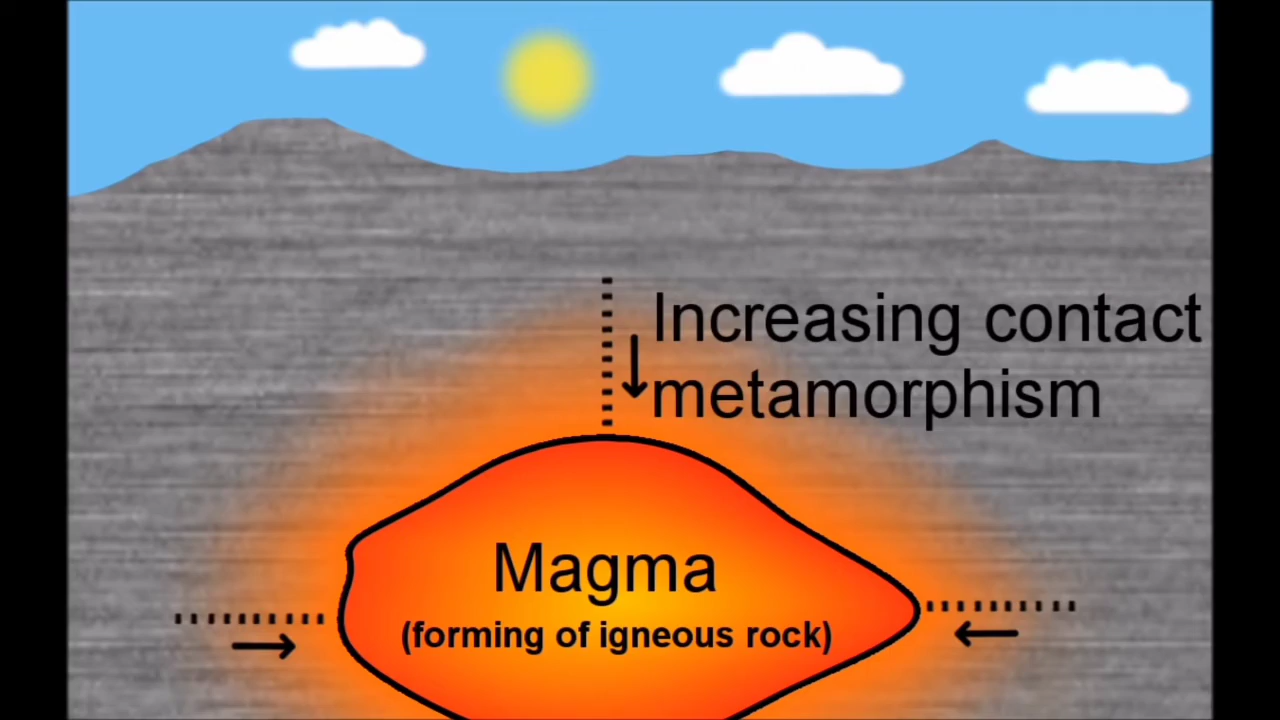 Increasing contact
metamorphism
Magma
(forming of igneous rock)